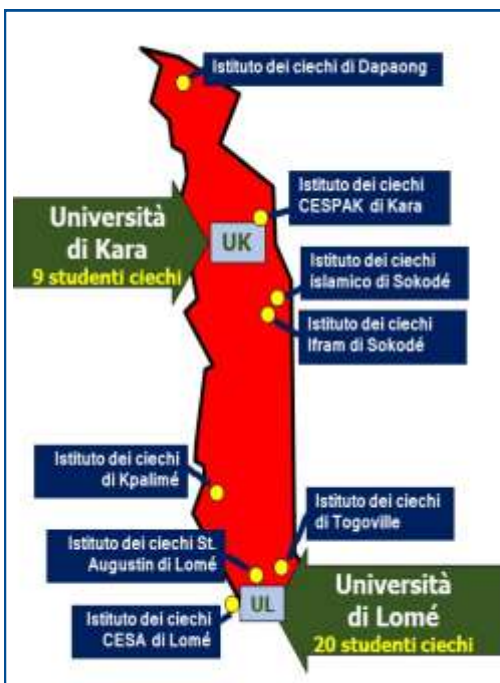 Istituto dei ciechi di Dapaong
Istituto dei ciechi
CESPAK di Kara
Università
di Kara
9 studenti ciechi
UK
Istituto dei ciechi
islamico di Sokodé
Istituto dei ciechi
Ifram di Sokodé
Istituto dei ciechi
di Kpalimé
Istituto dei ciechi
di Togoville
Istituto dei ciechi St.
Augustin di Lomé
Istituto dei ciechi
CESA di Lomé
UL
Università
di Lomé
20 studenti ciechi